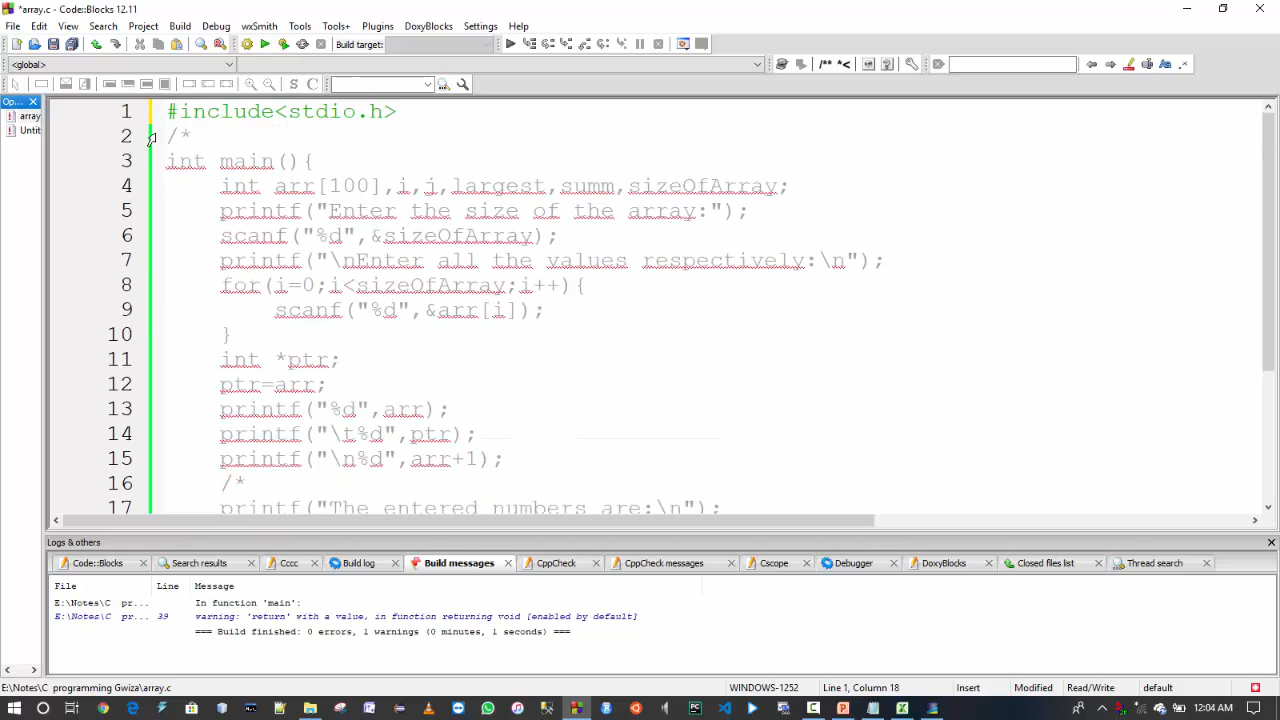 *array.c - Code::Blocks 12.11
File Edit View Search Project Build Debug wxSmith Tools Tools+ Plugins DoxyBlocks Settings Help
Build target:
<global>
/** *<
S C
Op...
array
Untit
1 #include<stdio.h>
2 /*
3 int main(){
4 int arr[100],i,j,largest,summ,sizeOfArray;
5 printf("Enter the size of the array:");
6 scanf("%d",&sizeOfArray);
7 printf("\nEnter all the values respectively:\n");
8 for(i=0;i<sizeOfArray;i++){
9 scanf("%d",&arr[i]);
10 }
11 int *ptr;
12 ptr=arr;
13 printf("%d",arr);
14 printf("\t%d",ptr);
15 printf("\n%d",arr+1);
16 /*
17 printf("The entered numbers are:\n");
Logs & others
Code::Blocks Search results Cccc Build log Build messages CppCheck CppCheck messages Cscope Debugger DoxyBlocks Closed files list Thread search
File Line Message
E:\Notes\C pr... In function 'main':
E:\Notes\C pr... 39 warning: 'return' with a value, in function returning void [enabled by default]
=== Build finished: 0 errors, 1 warnings (0 minutes, 1 seconds) ===
E:\Notes\C programming Gwiza\array.c WINDOWS-1252 Line 1, Column 18 Insert Modified Read/Write default
12:04 AM